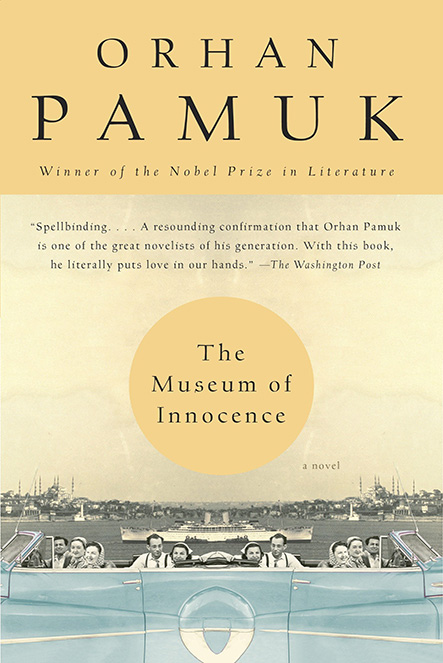 ORHAN
PAMUK
Winner of the Nobel Prize in Literature
“Spellbinding. . . . A resounding confirmation that Orhan Pamuk
is one of the great novelists of his generation. With this book,
he literally puts love in our hands.” —The Washington Post
The
Museum of
Innocence
a novel